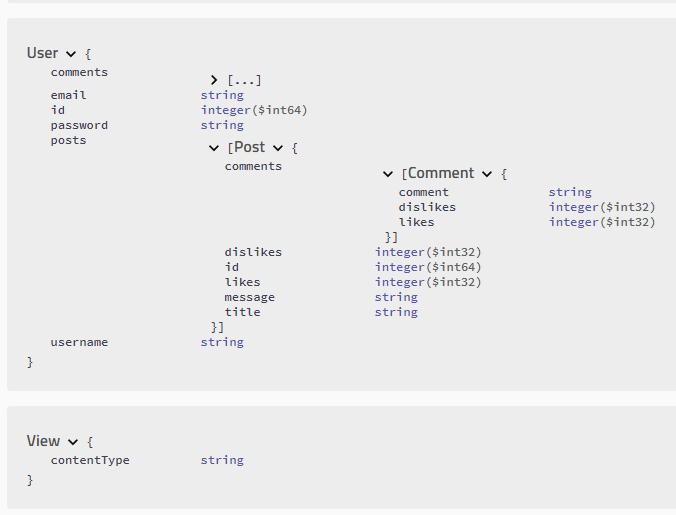 User {
comments [...]
email string
id integer($int64)
password string
posts [Post {
comments [Comment {
comment string
dislikes integer($int32)
likes integer($int32)
}]
dislikes integer($int32)
id integer($int64)
likes integer($int32)
message string
title string
}]
username string
}
View {
contentType string
}